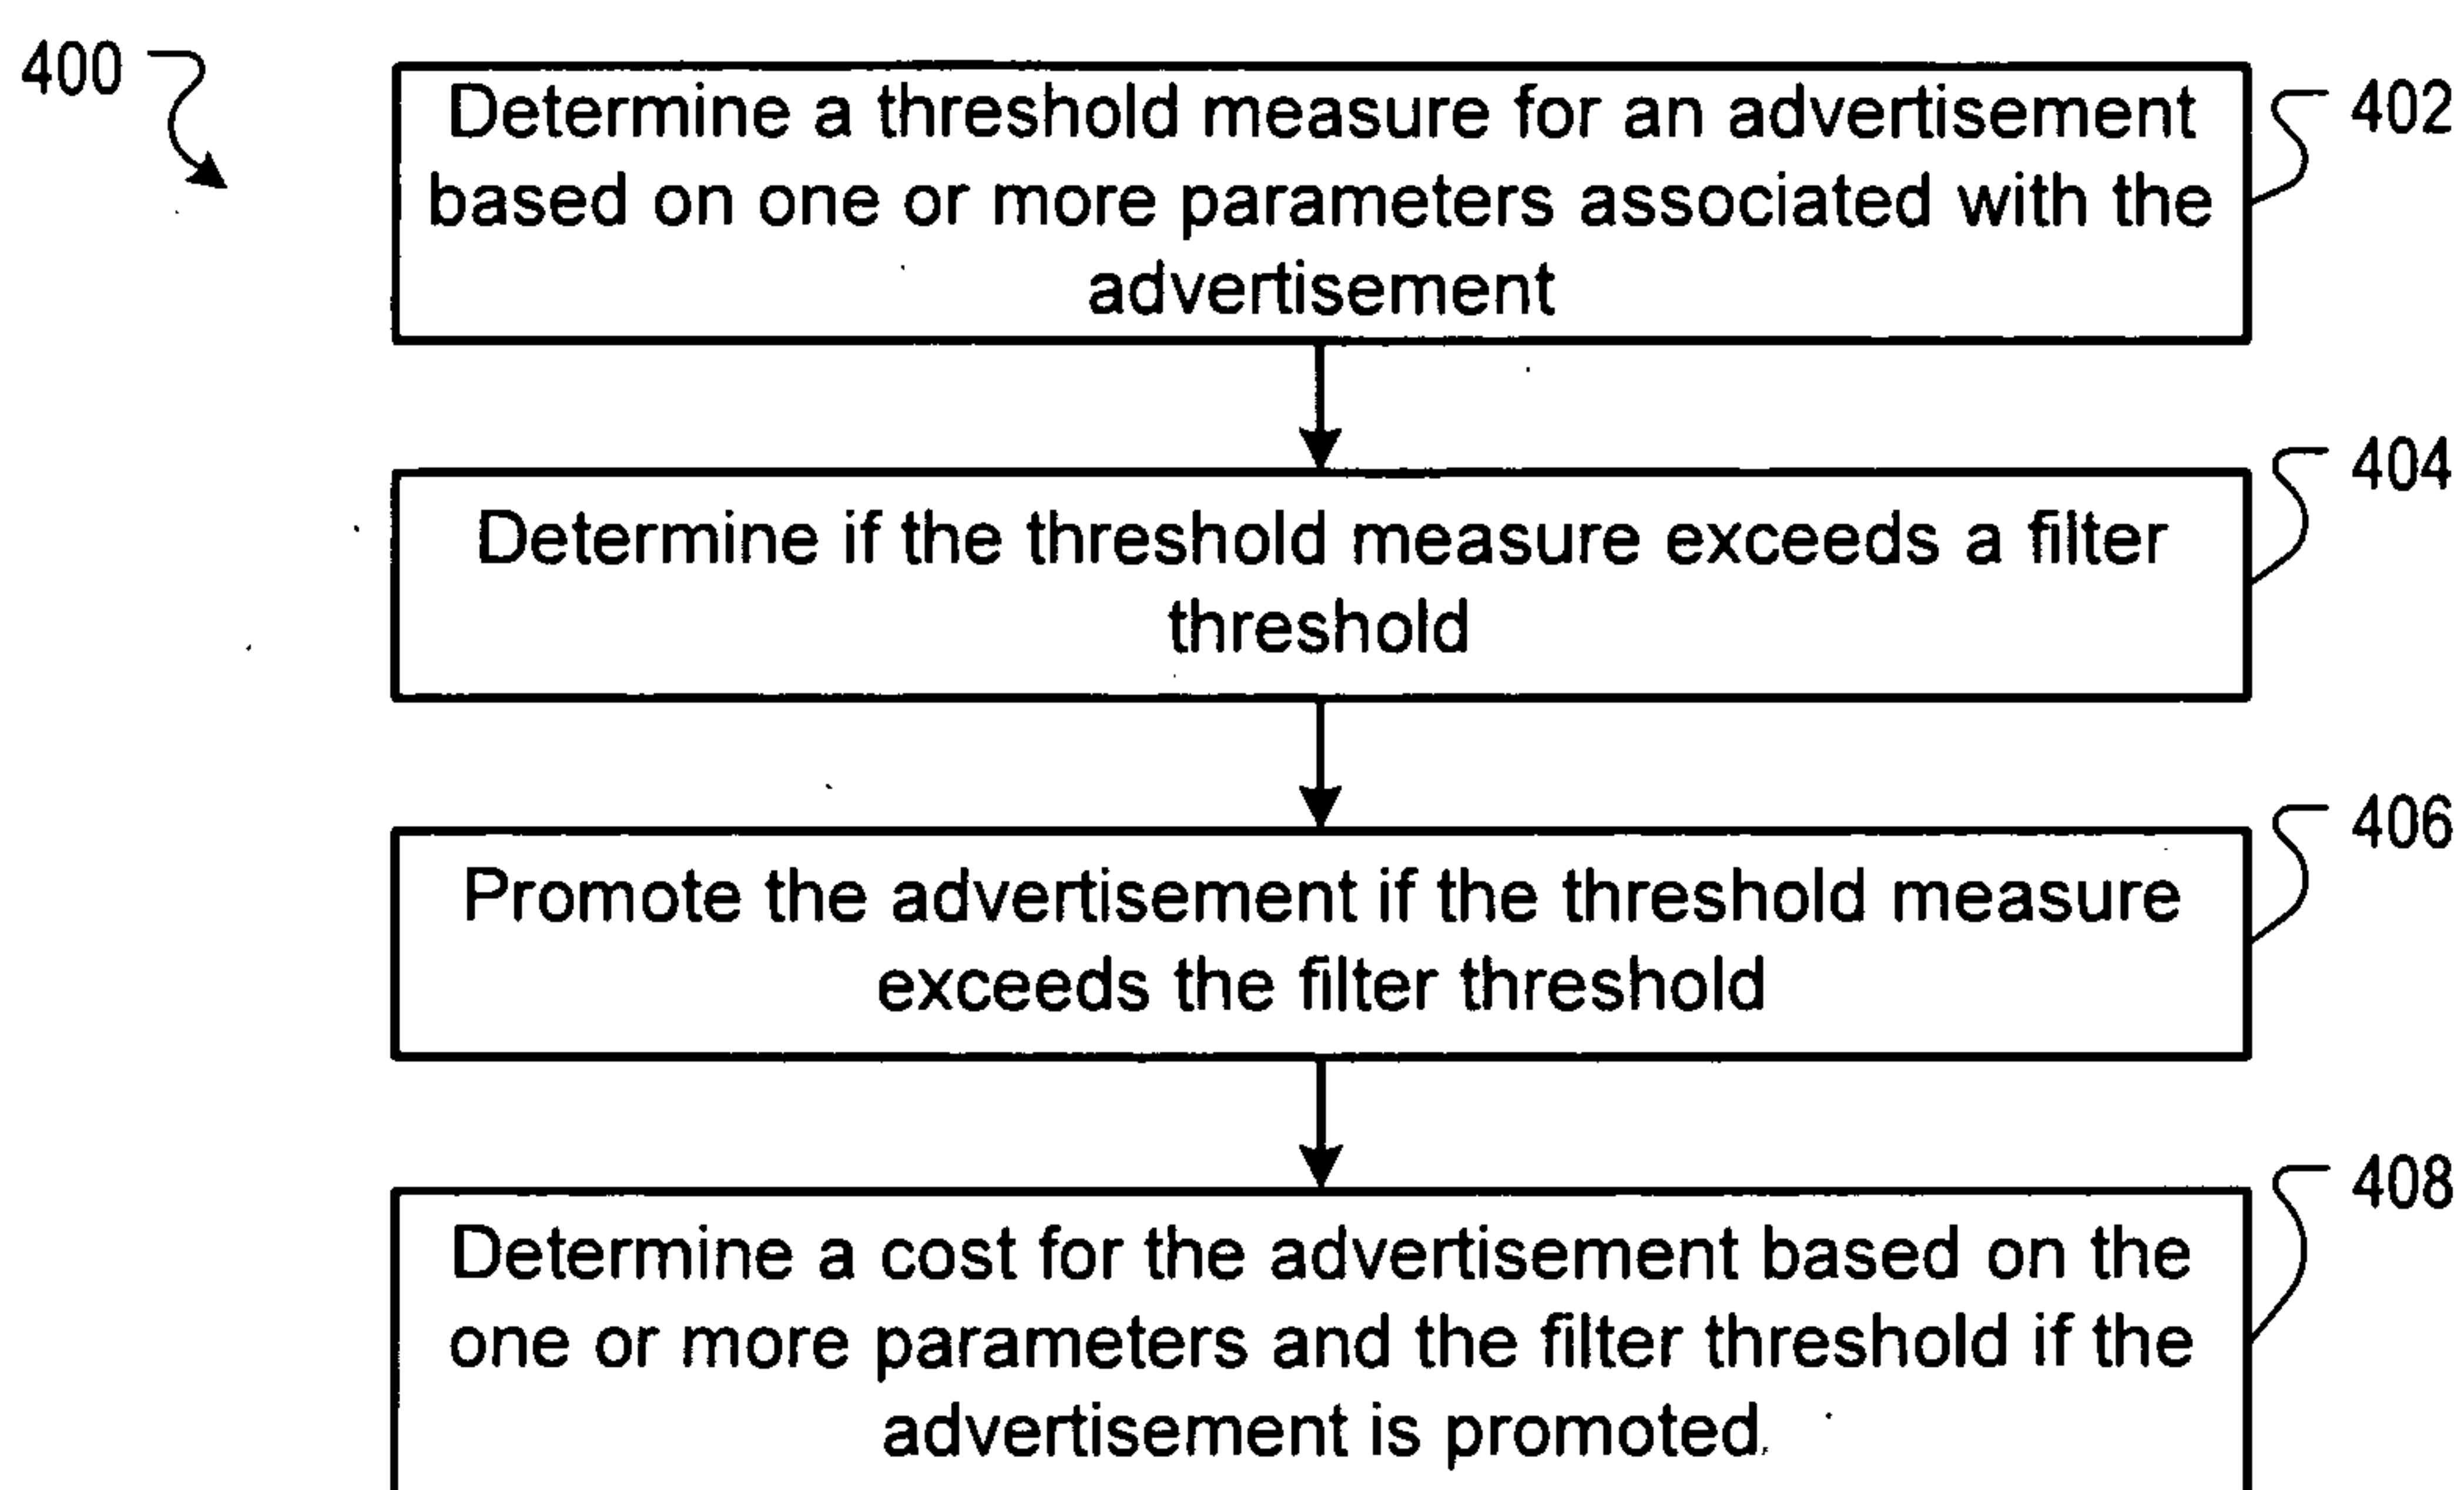 400
Determine a threshold measure for an advertisement
based on one or more parameters associated with the
advertisement
402
Determine if the threshold measure exceeds a filter
threshold
404
Promote the advertisement if the threshold measure
exceeds the filter threshold
406
Determine a cost for the advertisement based on the
one or more parameters and the filter threshold if the
advertisement is promoted.
408